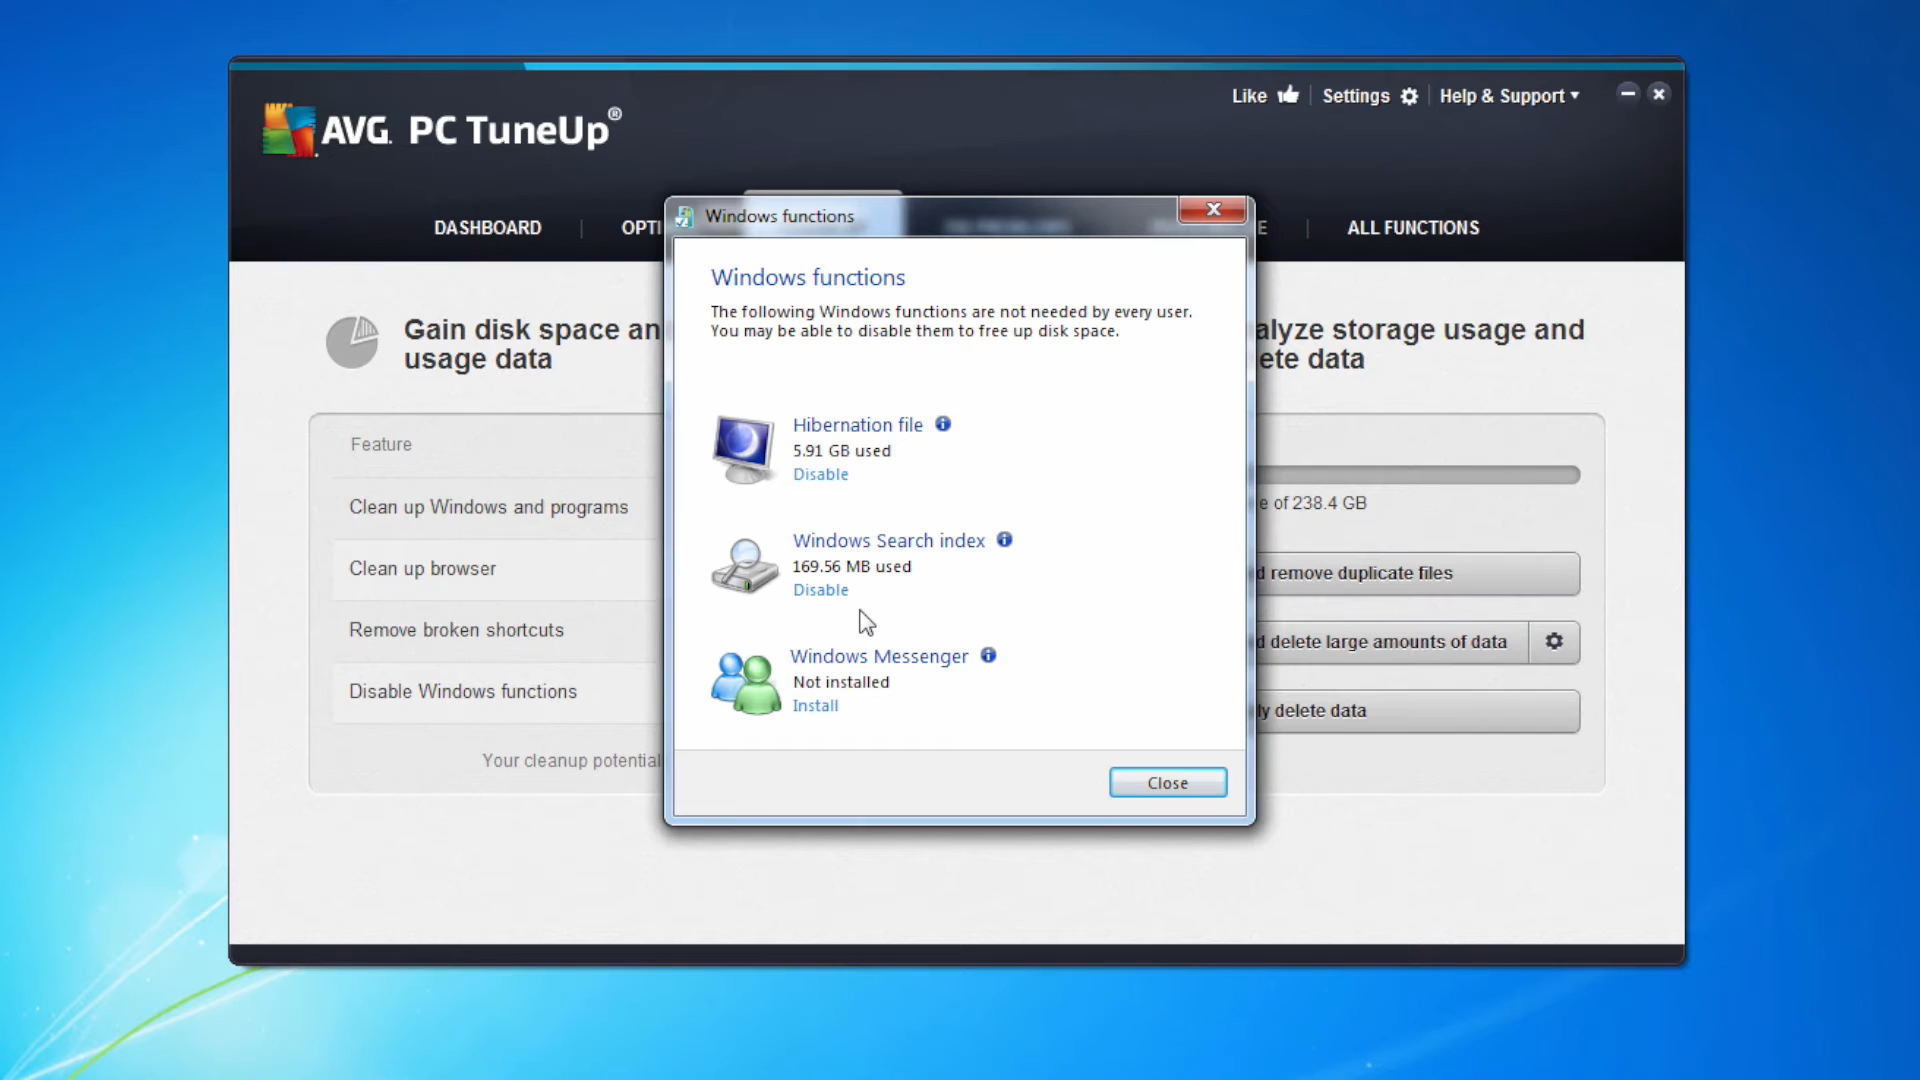 Like
Settings
Help & Support
AVG. PC TuneUp®
DASHBOARD
OPTI
E
ALL FUNCTIONS
Windows functions
Windows functions
The following Windows functions are not needed by every user.
You may be able to disable them to free up disk space.
Hibernation file
5.91 GB used
Disable
Windows Search index
169.56 MB used
Disable
Windows Messenger
Not installed
Install
Close
Gain disk space an
usage data
Feature
Clean up Windows and programs
Clean up browser
Remove broken shortcuts
Disable Windows functions
Your cleanup potential
alyze storage usage and
ete data
e of 238.4 GB
d remove duplicate files
d delete large amounts of data
ly delete data